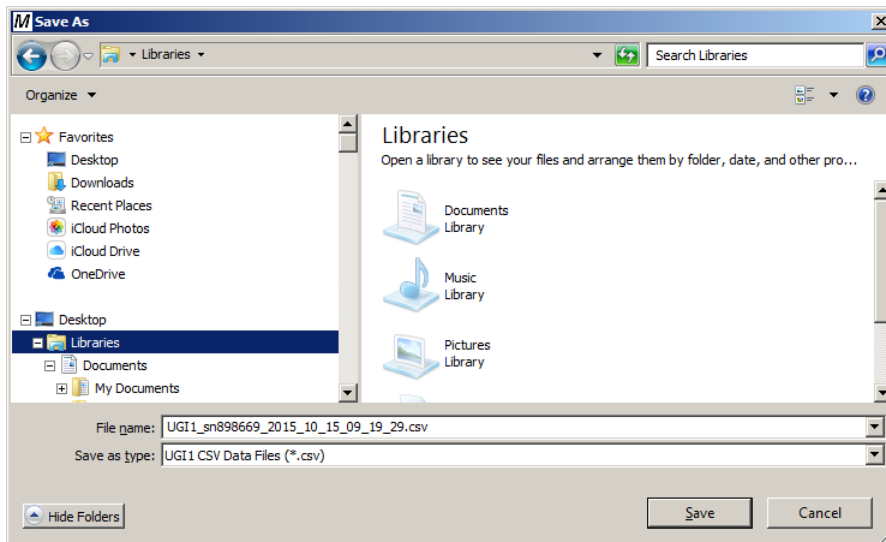 M Save As
Libraries
Search Libraries
Organize
Favorites
Desktop
Downloads
Recent Places
iCloud Photos
iCloud Drive
OneDrive
Desktop
Libraries
Documents
My Documents
Libraries
Open a library to see your files and arrange them by folder, date, and other pro...
Documents
Library
Music
Library
Pictures
Library
File name: UGI1_sn898669_2015_10_15_09_19_29.csv
Save as type: UGI1 CSV Data Files (*.csv)
Hide Folders
Save
Cancel